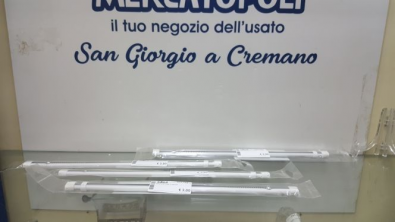 MERCATOPOLI
il tuo negozio dell'usato
San Giorgio a Cremano